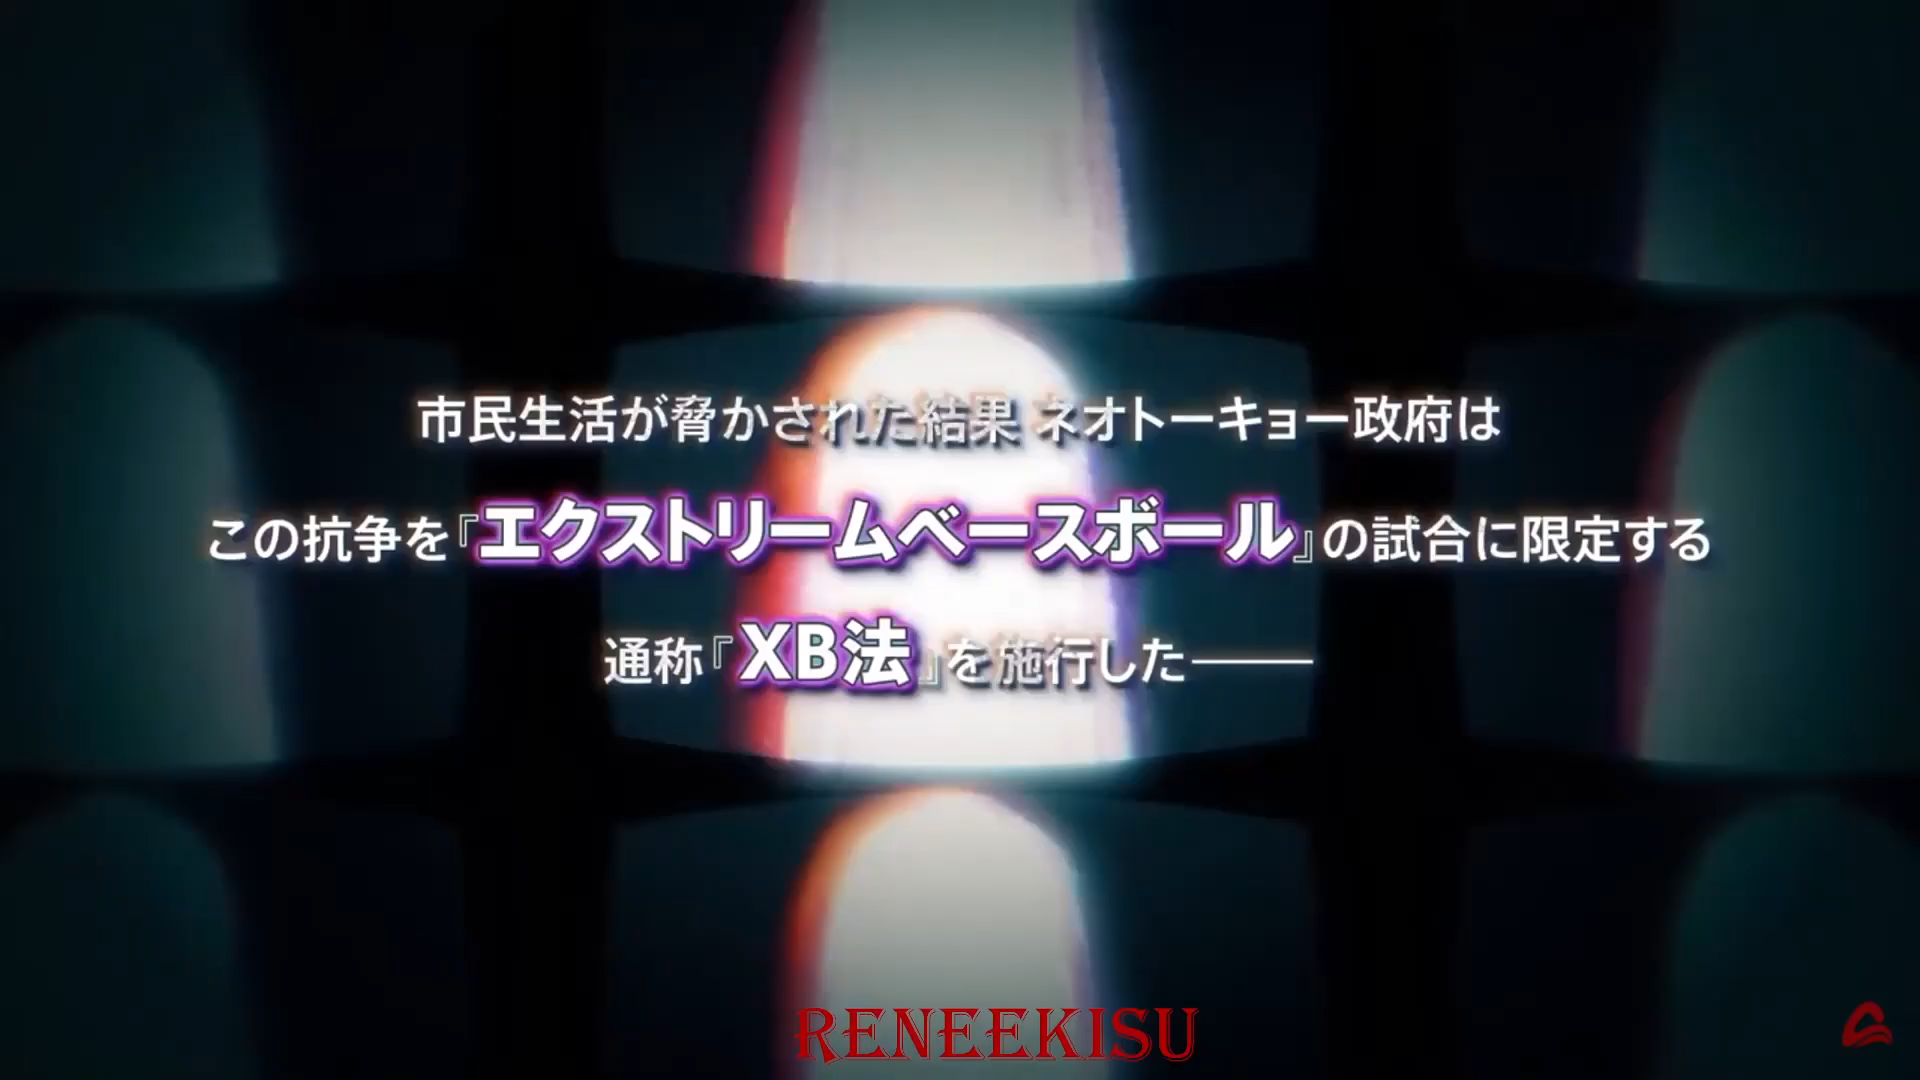 市民生活が脅かされた結果 ネオトーキョー政府は
この抗争を『エクストリームベースボール』の試合に限定する
通称『XB法』を施行した――
RENEEKISU